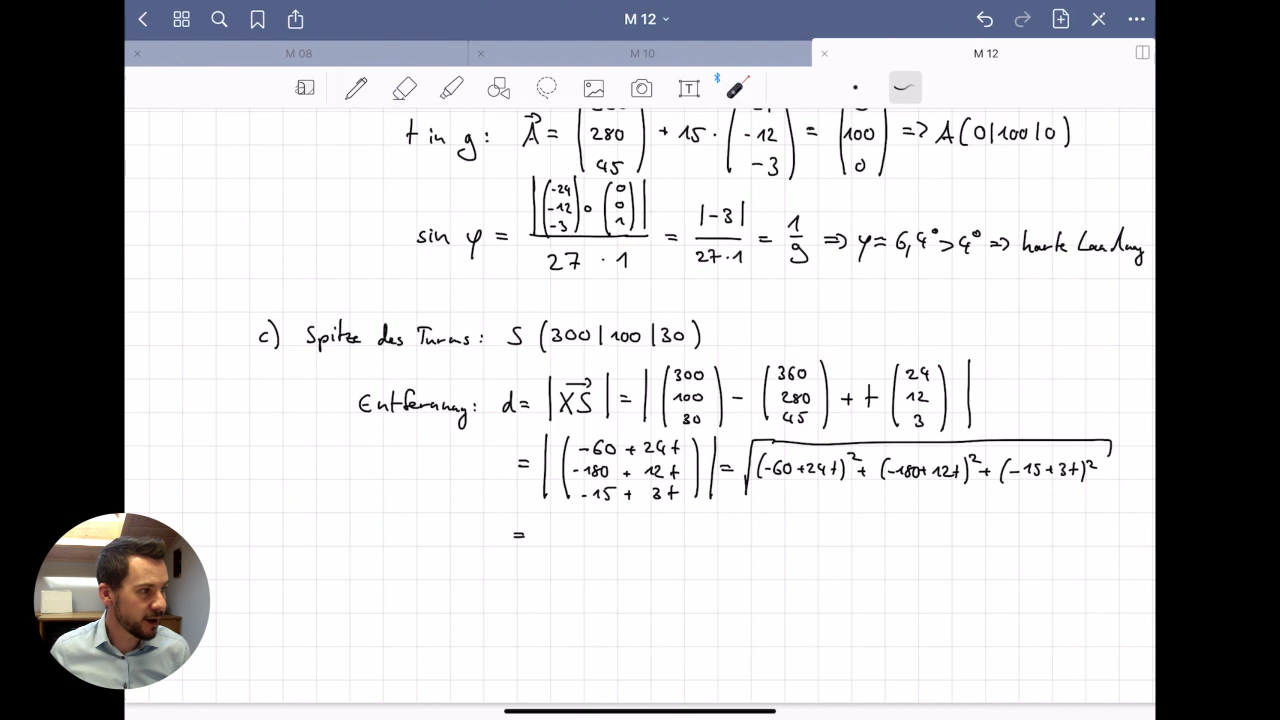 M 12
M 08 M 10 M 12
t in g: A⃗ = ( 280 45 ) + 15 · ( -12 -3 ) = ( 100 0 ) => A(0|100|0)
sin φ = |(-24 -12 -3) ∘ (0 0 1)| / 27 · 1 = |-3| / 27·1 = 1/9 => φ ≈ 6,4° > 4° => harte Landung
c) Spitze des Turms: S (300|100|30)
Entfernung: d = |XS⃗| = |(300 100 30) - (360 280 45) + t (24 12 3)|
= |(-60 + 24t -180 + 12t -15 + 3t)| = √((-60+24t)² + (-180+12t)² + (-15+3t)²)
=